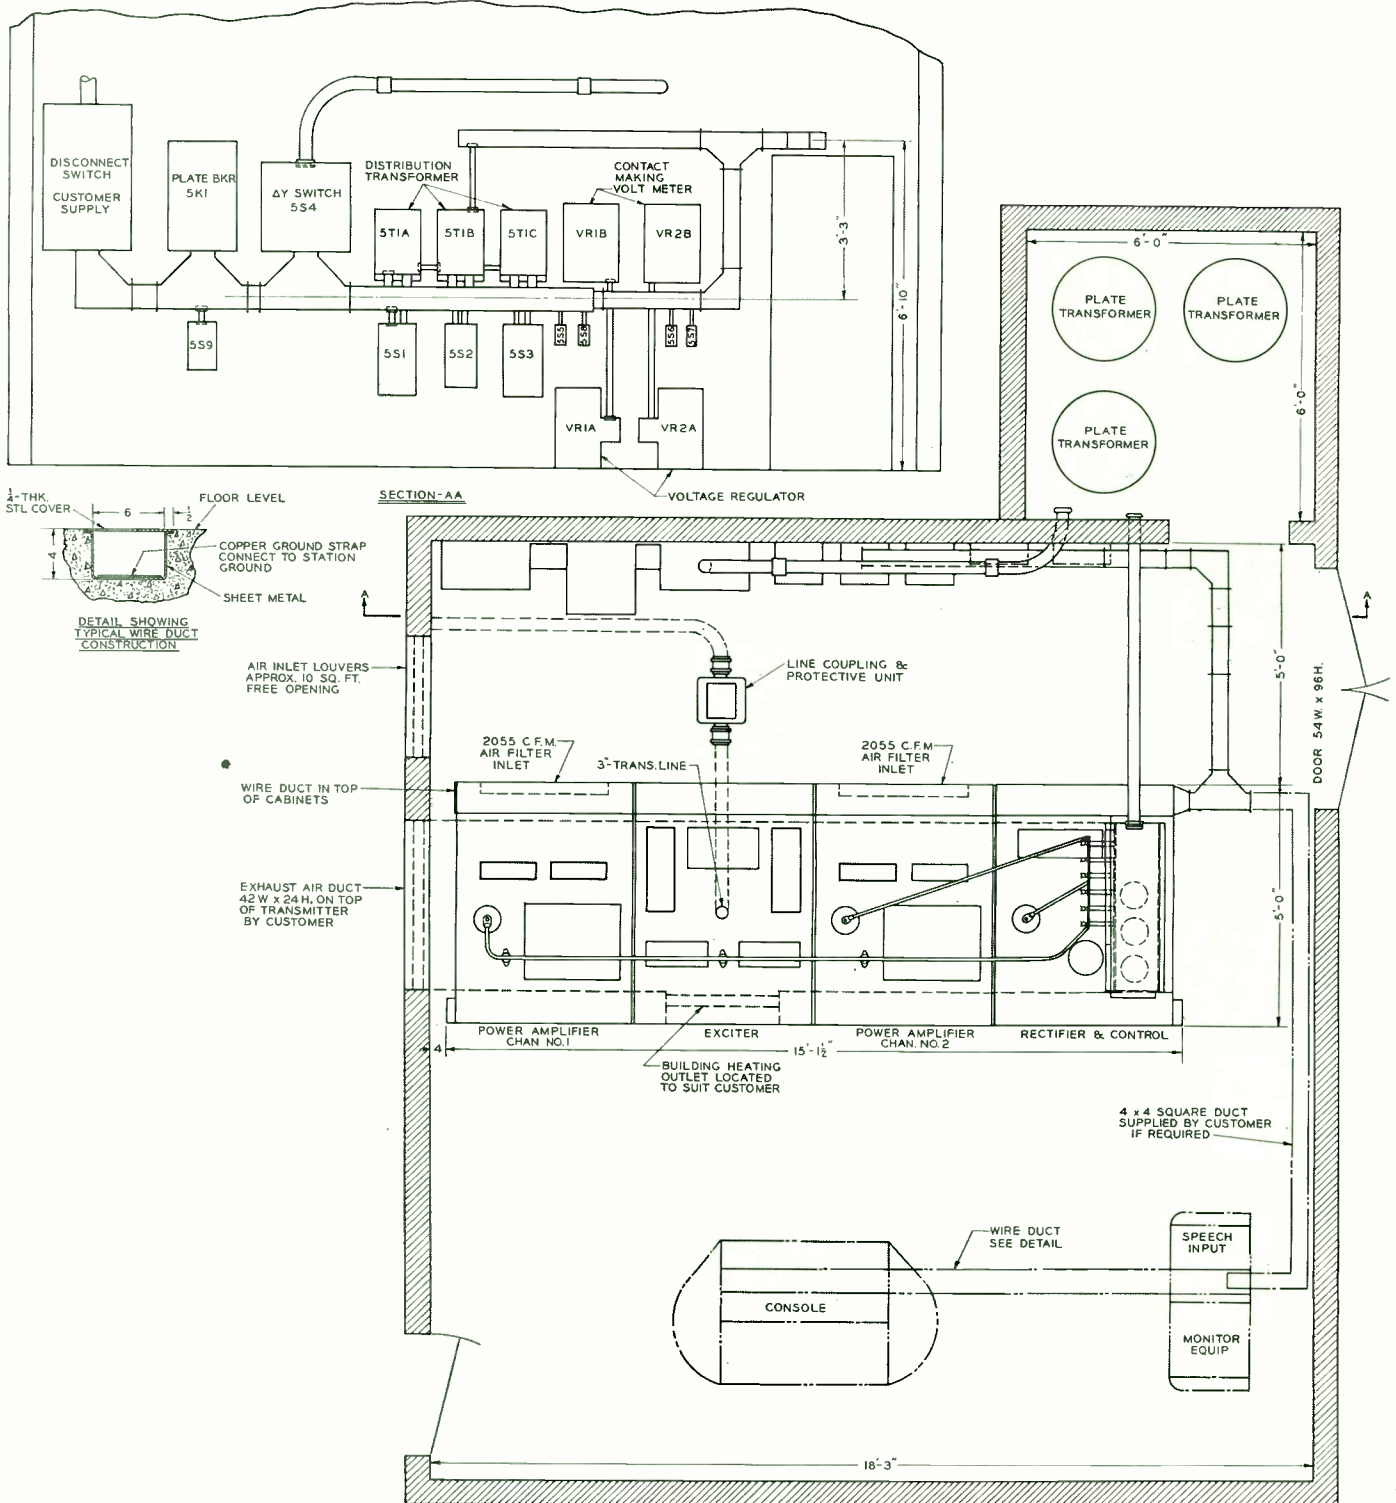 DISCONNECT
SWITCH
CUSTOMER
SUPPLY
PLATE BKR
5K1
ΔY SWITCH
5S4
DISTRIBUTION
TRANSFORMER
5T1A
5T1B
5T1C
CONTACT
MAKING
VOLT METER
VR1B
VR2B
3'-3"
6'-10"
5S9
5S1
5S2
5S3
5S5
5S8
5S6
5S7
VR1A
VR2A
VOLTAGE REGULATOR
SECTION-AA
6'-0"
6'-0"
PLATE
TRANSFORMER
PLATE
TRANSFORMER
PLATE
TRANSFORMER
1/4-THK.
STL COVER
6
1/2
4
FLOOR LEVEL
COPPER GROUND STRAP
CONNECT TO STATION
GROUND
SHEET METAL
DETAIL SHOWING
TYPICAL WIRE DUCT
CONSTRUCTION
A
A
AIR INLET LOUVERS
APPROX. 10 SQ. FT.
FREE OPENING
LINE COUPLING &
PROTECTIVE UNIT
5'-0"
DOOR 54W. x 96H.
2055 C.F.M.
AIR FILTER
INLET
3"-TRANS.LINE
2055 C.F.M
AIR FILTER
INLET
WIRE DUCT IN TOP
OF CABINETS
EXHAUST AIR DUCT
42 W x 24 H, ON TOP
OF TRANSMITTER
BY CUSTOMER
5'-0"
POWER AMPLIFIER
CHAN NO.1
EXCITER
POWER AMPLIFIER
CHAN. NO.2
RECTIFIER & CONTROL
4
15'-1½"
BUILDING HEATING
OUTLET LOCATED
TO SUIT CUSTOMER
4 x 4 SQUARE DUCT
SUPPLIED BY CUSTOMER
IF REQUIRED
WIRE DUCT
SEE DETAIL
SPEECH
INPUT
CONSOLE
MONITOR
EQUIP
18'-3"